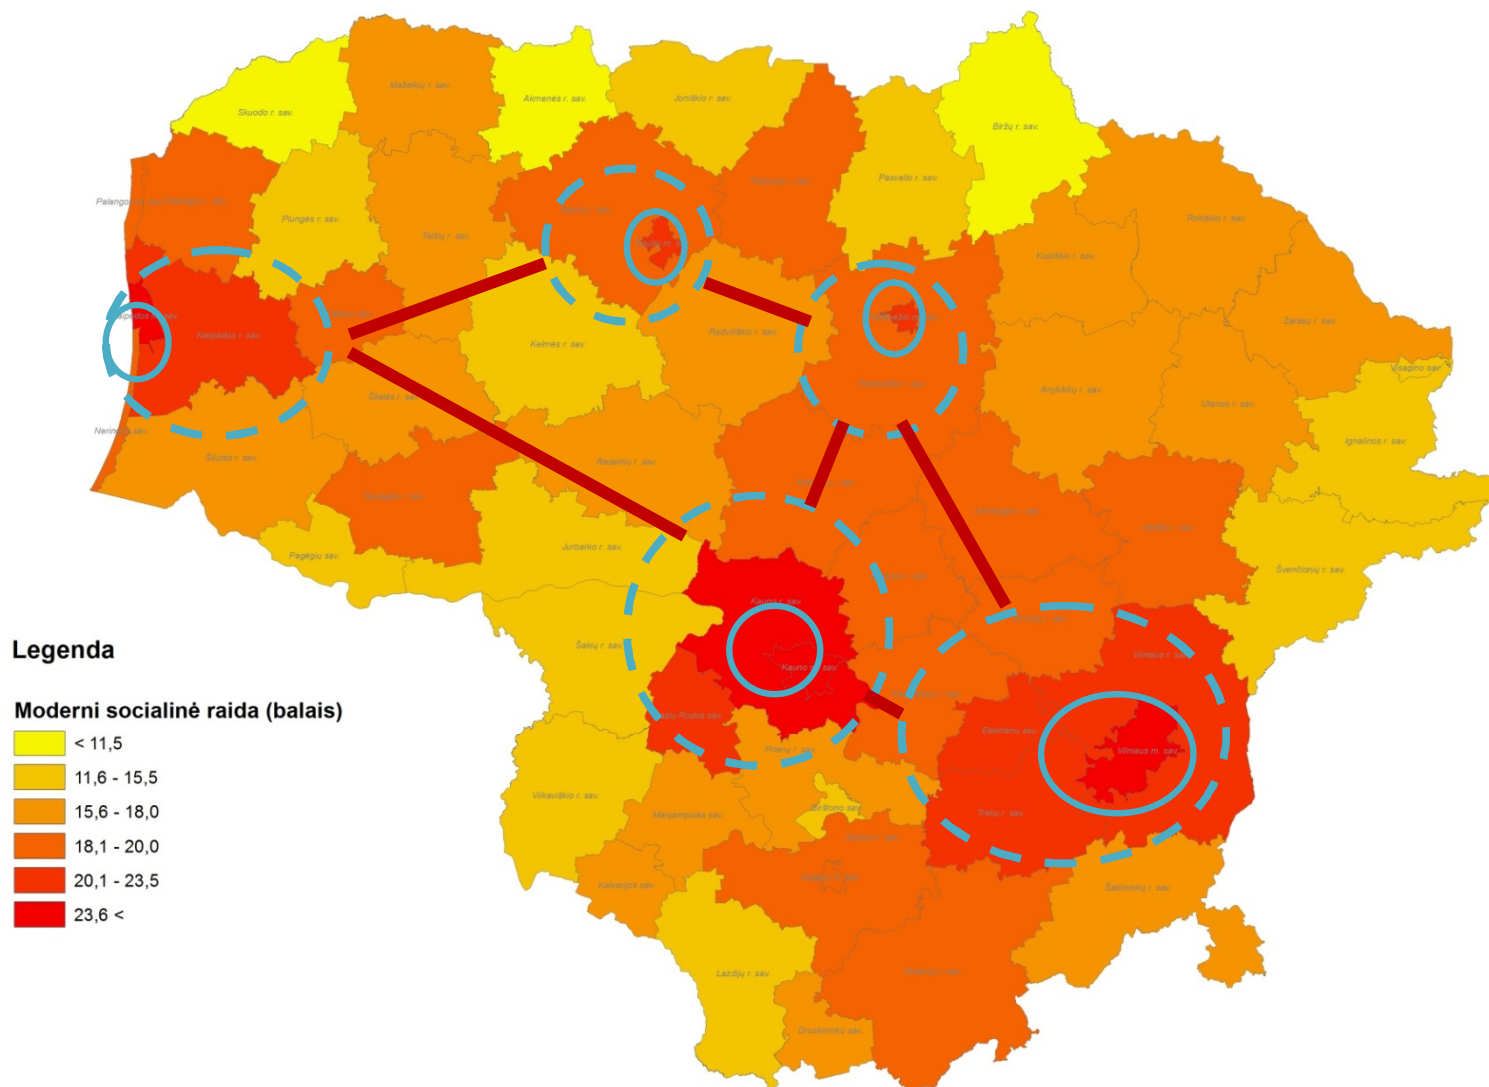 Mažeikių r. sav.
Akmenės r. sav.
Joniškio r. sav.
Skuodo r. sav.
Biržų r. sav.
Pasvalio r. sav.
Plungės r. sav.
Telšių r. sav.
Rokiškio r. sav.
Kupiškio r. sav.
Zarasų r. sav.
Klaipėdos r. sav.
Kelmės r. sav.
Radviliškio r. sav.
Visagino sav.
Anykščių r. sav.
Utenos r. sav.
Šilalės r. sav.
Ignalinos r. sav.
Šilutės r. sav.
Raseinių r. sav.
Pagėgių sav.
Jurbarko r. sav.
Švenčionių r. sav.
Kauno r. sav.
Šakių r. sav.
Vilniaus r. sav.
Kauno m. sav.
Elektrėnų sav.
Prienų r. sav.
Vilniaus m. sav.
Vilkaviškio r. sav.
Birštono sav.
Marijampolės sav.
Trakų r. sav.
Kalvarijos sav.
Šalčininkų r. sav.
Lazdijų r. sav.
Druskininkų sav.
Legenda
Moderni socialinė raida (balais)
< 11,5
11,6 - 15,5
15,6 - 18,0
18,1 - 20,0
20,1 - 23,5
23,6 <